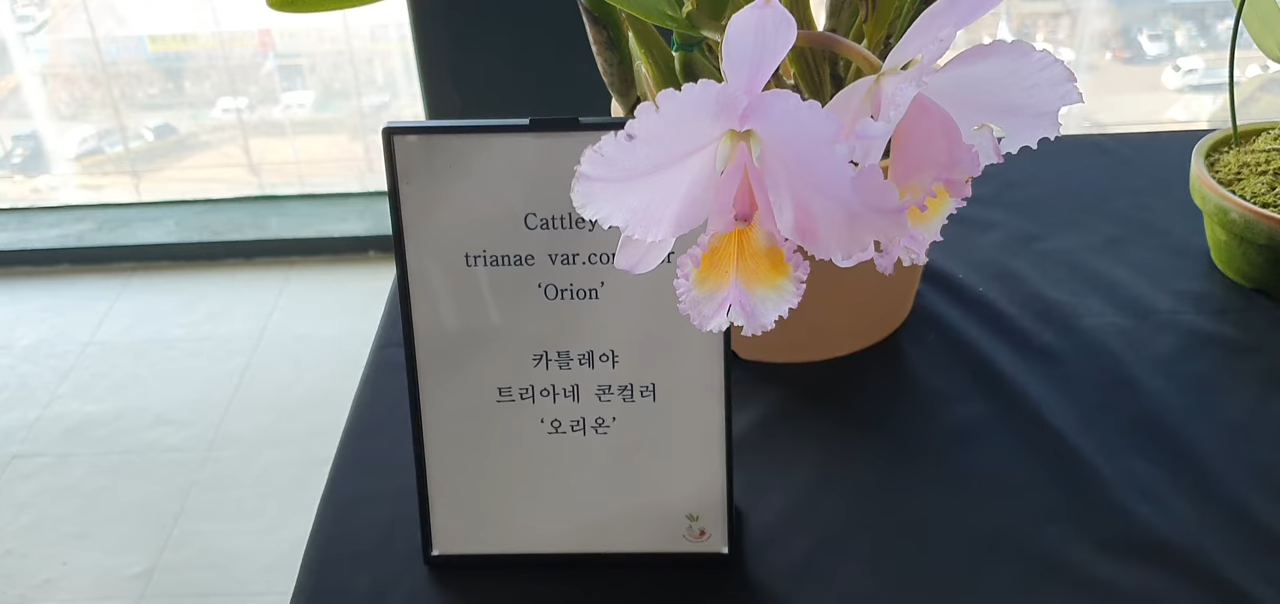 Cattley
trianae var.con r
‘Orion’
카틀레야
트리아네 콘컬러
‘오리온’